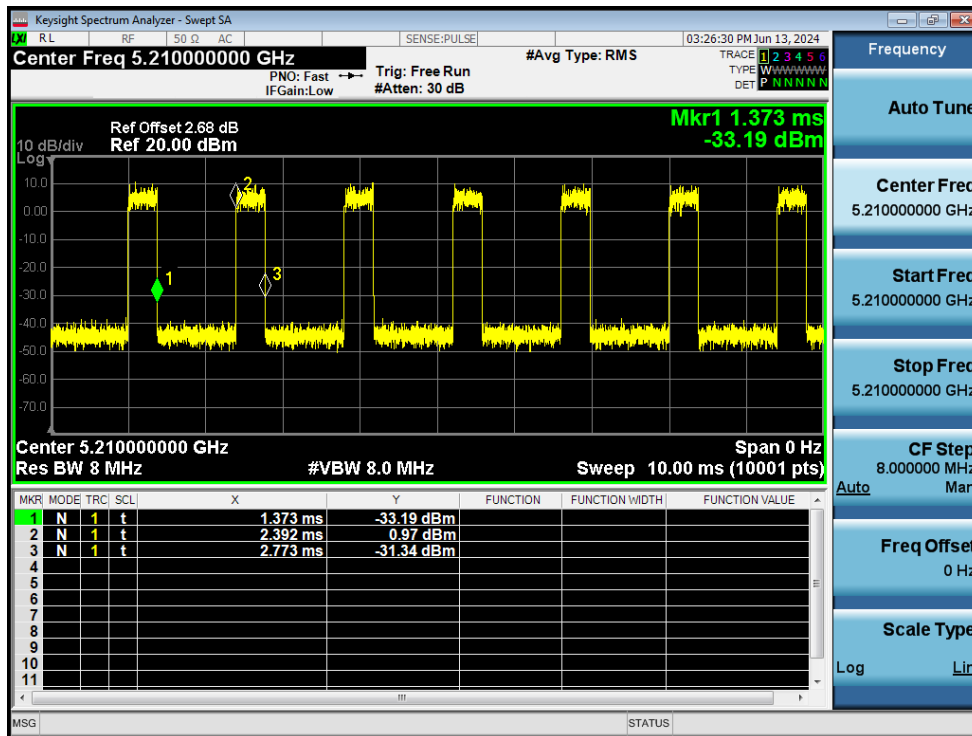 Keysight Spectrum Analyzer - Swept SA
LXI RL RF 50 Ω AC SENSE:PULSE 03:26:30 PM Jun 13, 2024
Center Freq 5.210000000 GHz #Avg Type: RMS TRACE 1 2 3 4 5 6
PNO: Fast Trig: Free Run TYPE WWWWWW
IFGain:Low #Atten: 30 dB DET P N N N N N
Mkr1 1.373 ms
-33.19 dBm
Ref Offset 2.68 dB
10 dB/div Ref 20.00 dBm
Log
10.0
0.00
-10.0
-20.0
-30.0
-40.0
-50.0
-60.0
-70.0
1
2
3
Center 5.210000000 GHz Span 0 Hz
Res BW 8 MHz #VBW 8.0 MHz Sweep 10.00 ms (10001 pts)
MKR MODE TRC SCL X Y FUNCTION FUNCTION WIDTH FUNCTION VALUE
1 N 1 t 1.373 ms -33.19 dBm
2 N 1 t 2.392 ms 0.97 dBm
3 N 1 t 2.773 ms -31.34 dBm
4
5
6
7
8
9
10
11
MSG STATUS
Frequency
Auto Tune
Center Freq
5.210000000 GHz
Start Freq
5.210000000 GHz
Stop Freq
5.210000000 GHz
CF Step
8.000000 MHz
Auto Man
Freq Offset
0 Hz
Scale Type
Log Lin